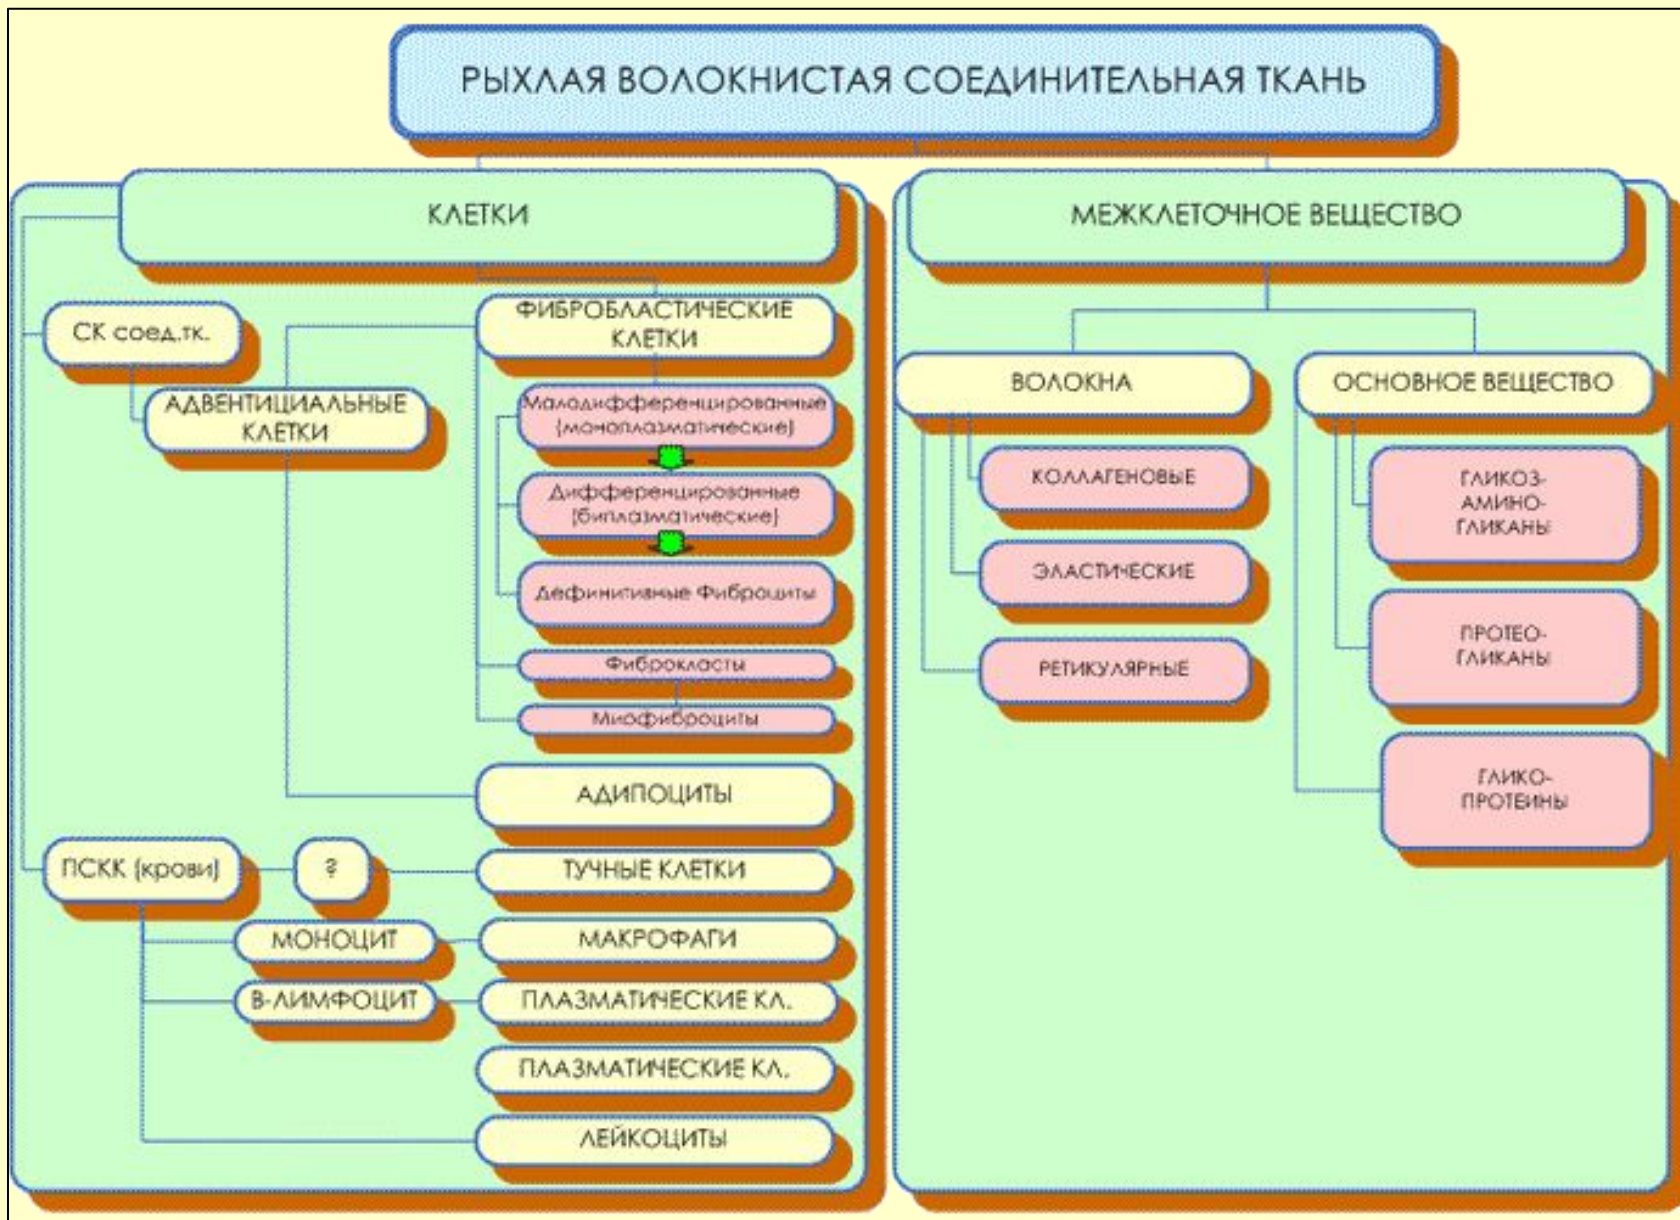 РЫХЛАЯ ВОЛОКНИСТАЯ СОЕДИНИТЕЛЬНАЯ ТКАНЬ
КЛЕТКИ
СК соед.тк.
АДВЕНТИЦИАЛЬНЫЕ
КЛЕТКИ
ФИБРОБЛАСТИЧЕСКИЕ
КЛЕТКИ
Малодифференцированные
(моноплазматические)
Дифференцированные
(биплазматические)
Дефинитивные Фиброциты
Фиброкласты
Миофиброциты
АДИПОЦИТЫ
ПСКК (крови)
?
ТУЧНЫЕ КЛЕТКИ
МОНОЦИТ
МАКРОФАГИ
В-ЛИМФОЦИТ
ПЛАЗМАТИЧЕСКИЕ КЛ.
ПЛАЗМАТИЧЕСКИЕ КЛ.
ЛЕЙКОЦИТЫ
МЕЖКЛЕТОЧНОЕ ВЕЩЕСТВО
ВОЛОКНА
КОЛЛАГЕНОВЫЕ
ЭЛАСТИЧЕСКИЕ
РЕТИКУЛЯРНЫЕ
ОСНОВНОЕ ВЕЩЕСТВО
ГЛИКОЗ-
АМИНО-
ГЛИКАНЫ
ПРОТЕО-
ГЛИКАНЫ
ГЛИКО-
ПРОТЕИНЫ